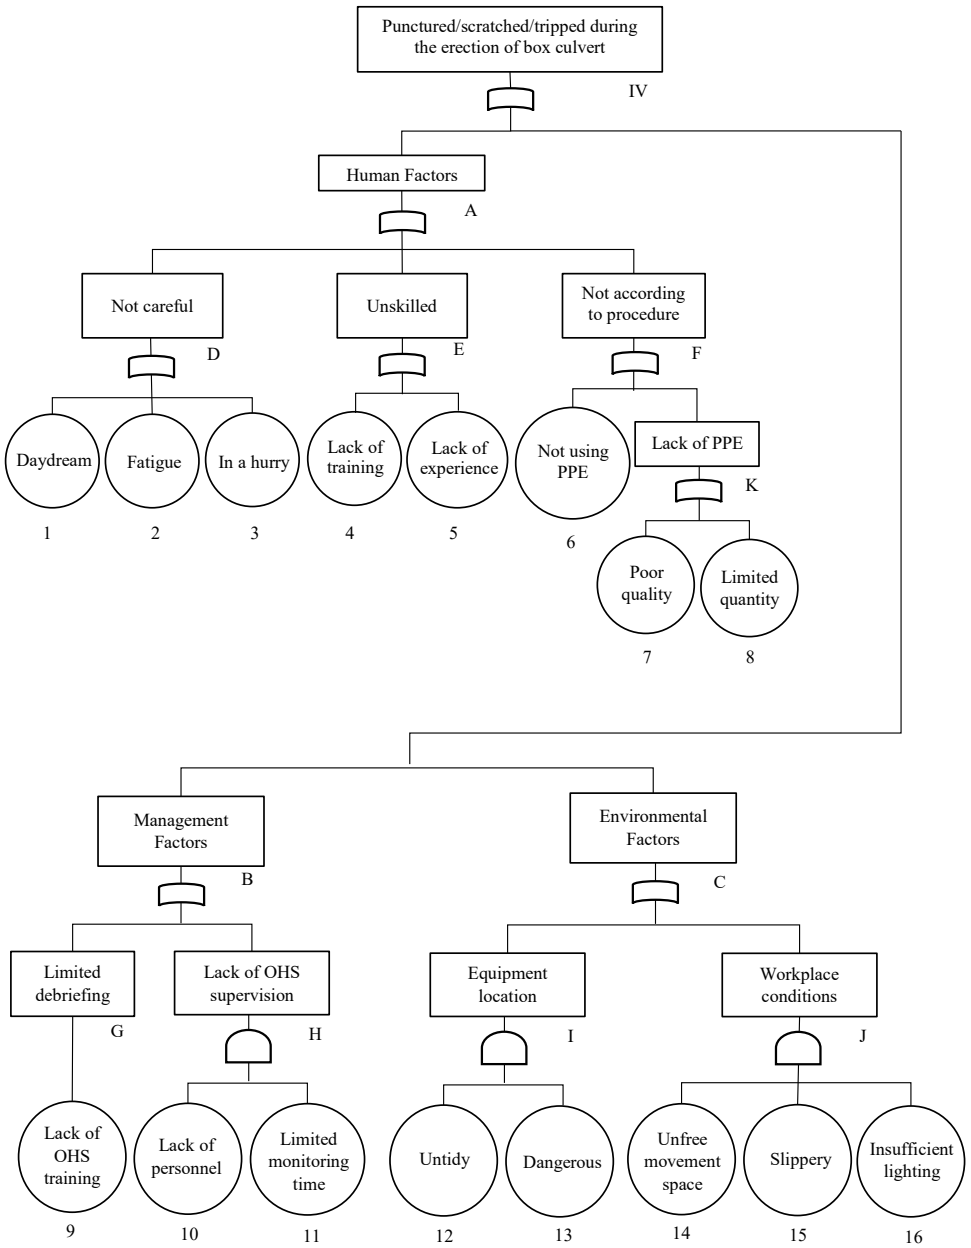 Punctured/scratched/tripped during
the erection of box culvert
IV
Human Factors
A
Not careful
D
Unskilled
E
Not according
to procedure
F
Daydream
1
Fatigue
2
In a hurry
3
Lack of
training
4
Lack of
experience
5
Not using
PPE
6
Lack of PPE
K
Poor
quality
7
Limited
quantity
8
Management
Factors
B
Environmental
Factors
C
Limited
debriefing
G
Lack of OHS
supervision
H
Equipment
location
I
Workplace
conditions
J
Lack of
OHS
training
9
Lack of
personnel
10
Limited
monitoring
time
11
Untidy
12
Dangerous
13
Unfree
movement
space
14
Slippery
15
Insufficient
lighting
16